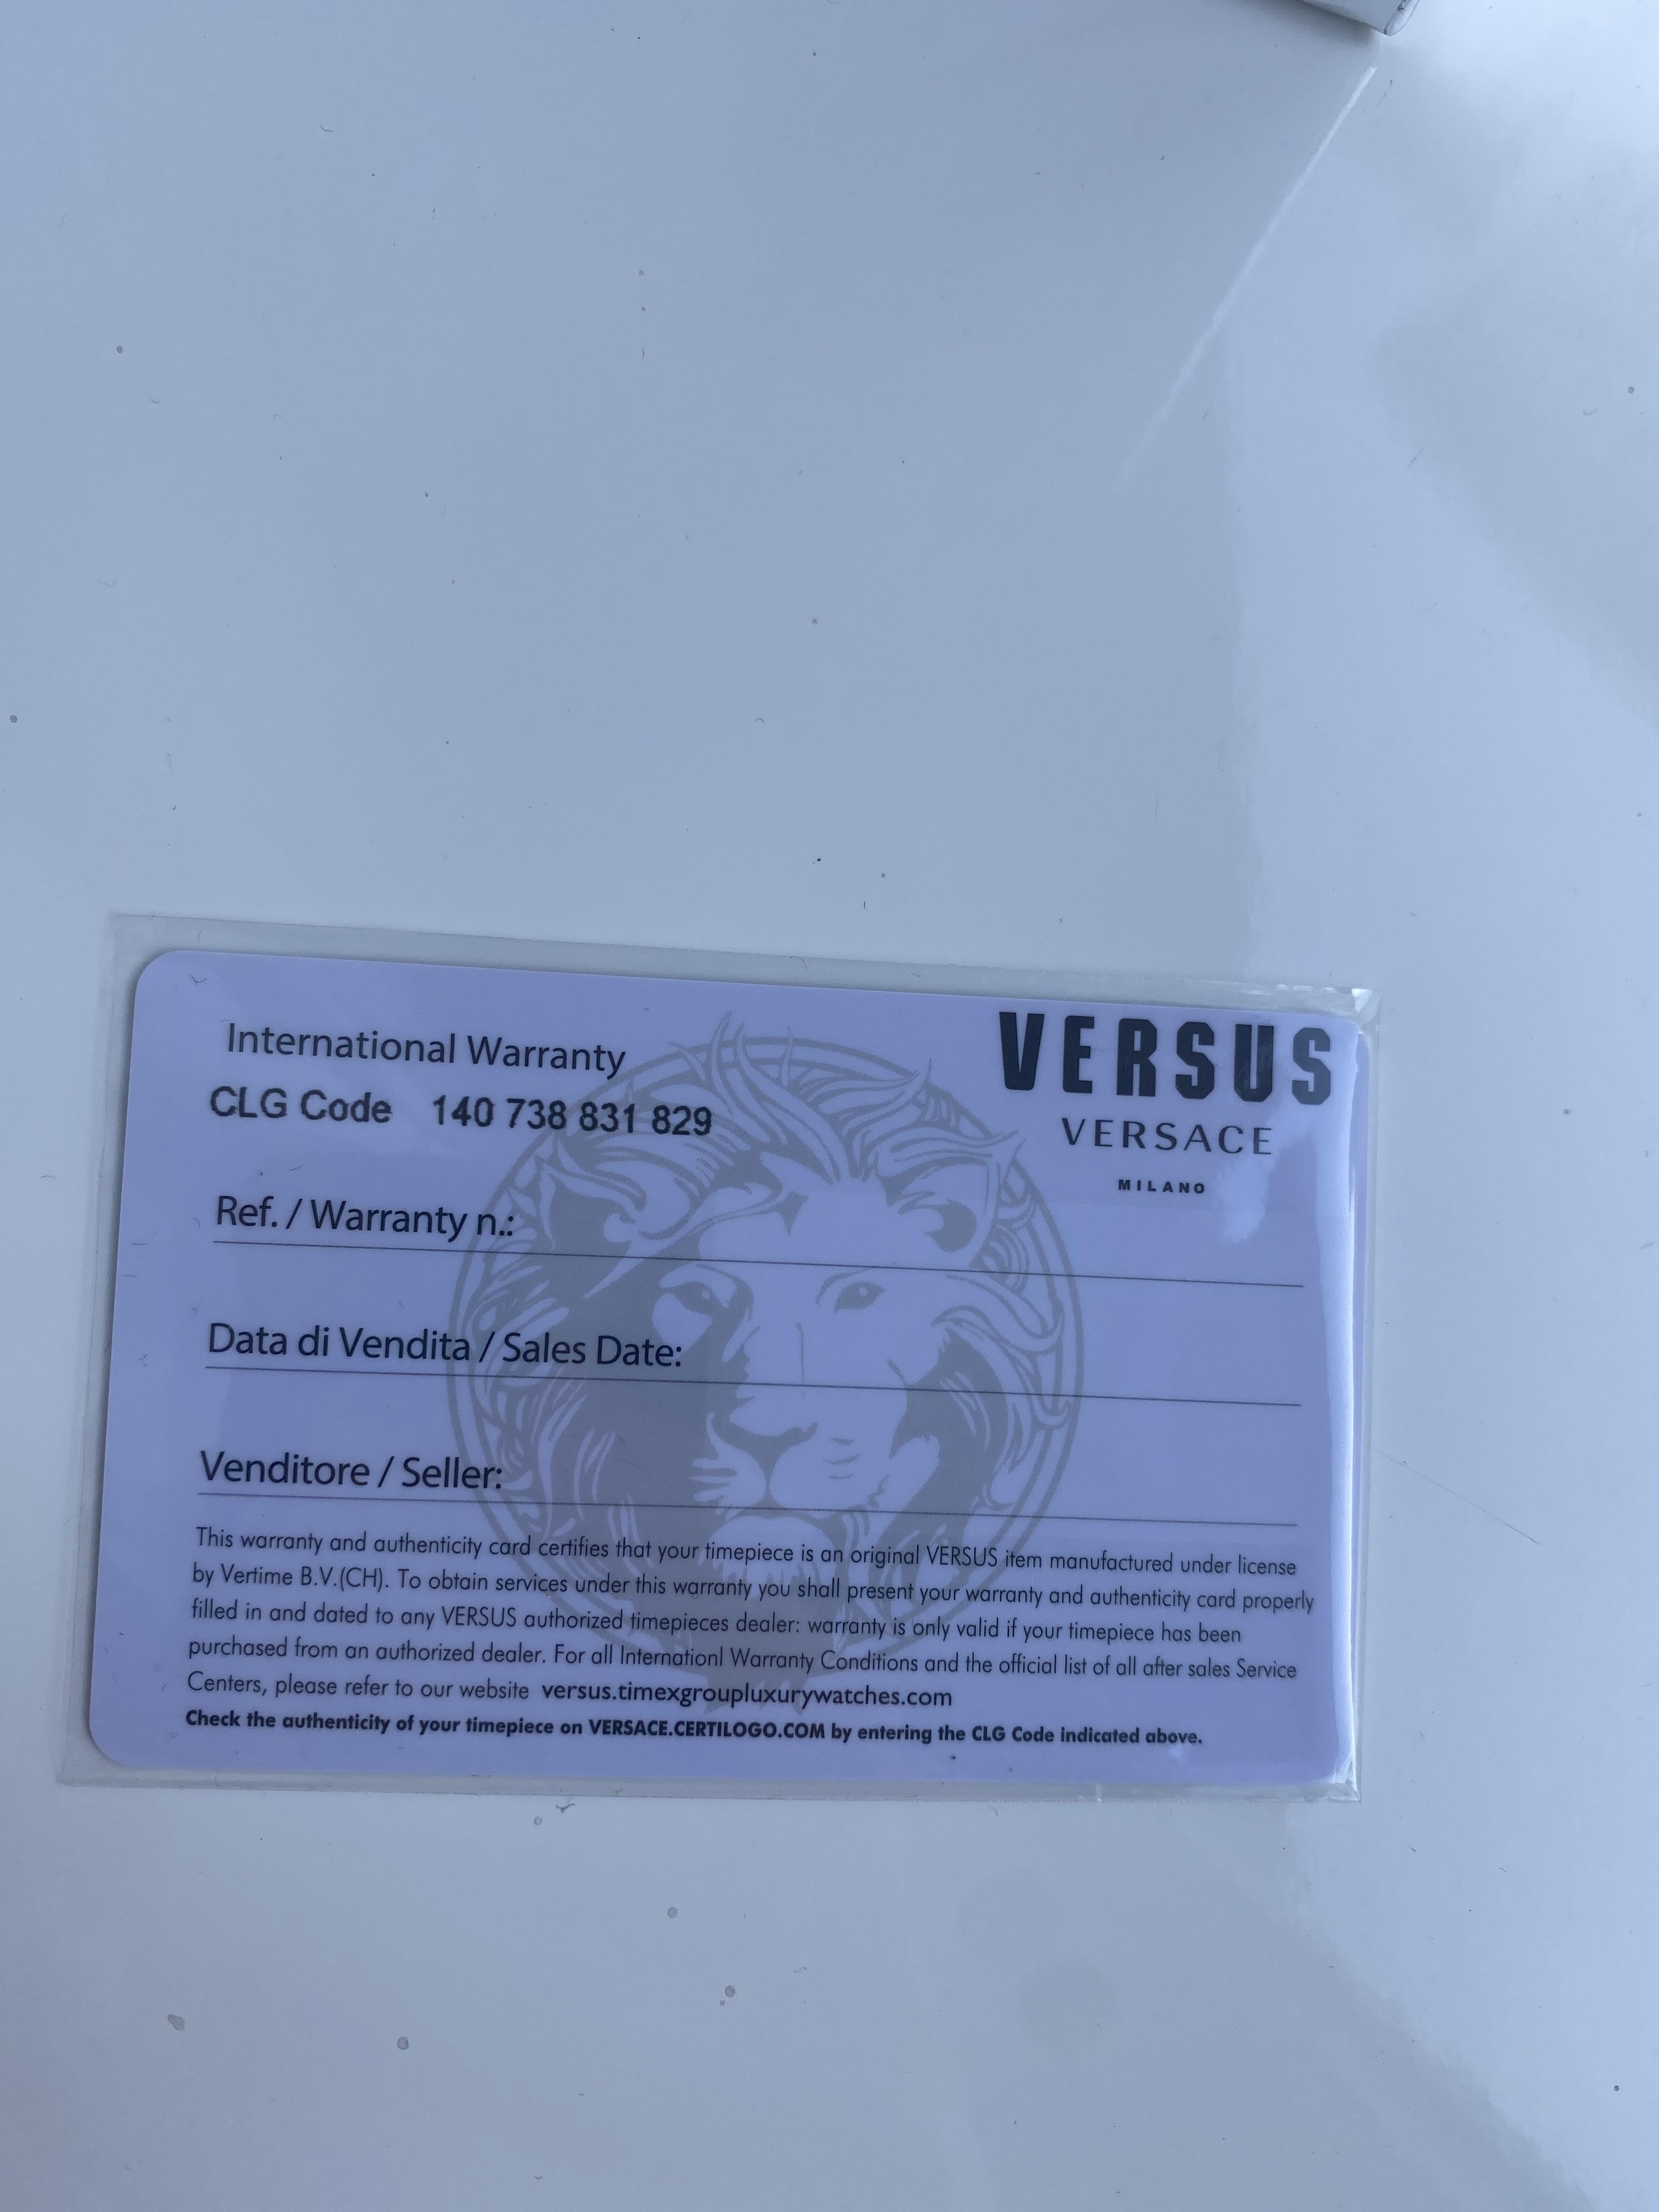 International Warranty
CLG Code 140 738 831 829
VERSUS
VERSACE
MILANO
Ref. / Warranty n.:
Data di Vendita / Sales Date:
Venditore / Seller:
This warranty and authenticity card certifies that your timepiece is an original VERSUS item manufactured under license
by Vertime B.V.(CH). To obtain services under this warranty you shall present your warranty and authenticity card properly
filled in and dated to any VERSUS authorized timepieces dealer: warranty is only valid if your timepiece has been
purchased from an authorized dealer. For all Internationl Warranty Conditions and the official list of all after sales Service
Centers, please refer to our website versus.timexgroupluxurywatches.com
Check the authenticity of your timepiece on VERSACE.CERTILOGO.COM by entering the CLG Code indicated above.